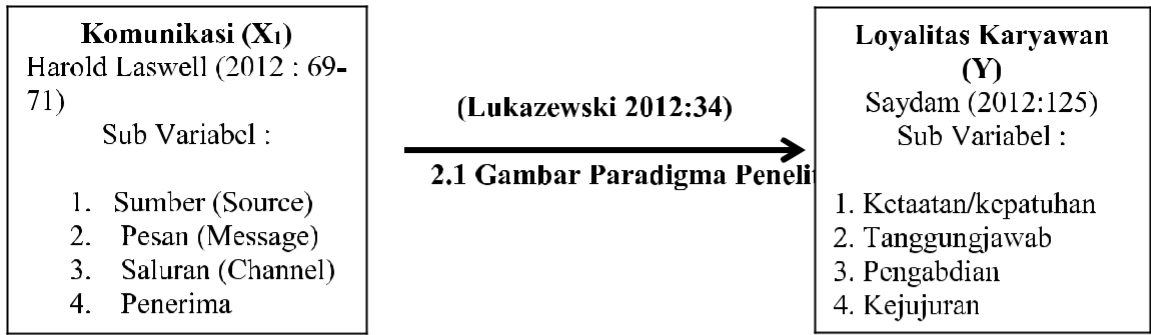 Komunikasi (X1)
Harold Laswell (2012 : 69-
71)
Sub Variabel :
1. Sumber (Source)
2. Pesan (Message)
3. Saluran (Channel)
4. Penerima
(Lukazewski 2012:34)
2.1 Gambar Paradigma Penelit
Loyalitas Karyawan
(Y)
Saydam (2012:125)
Sub Variabel :
1. Ketaatan/kepatuhan
2. Tanggungjawab
3. Pengabdian
4. Kejujuran